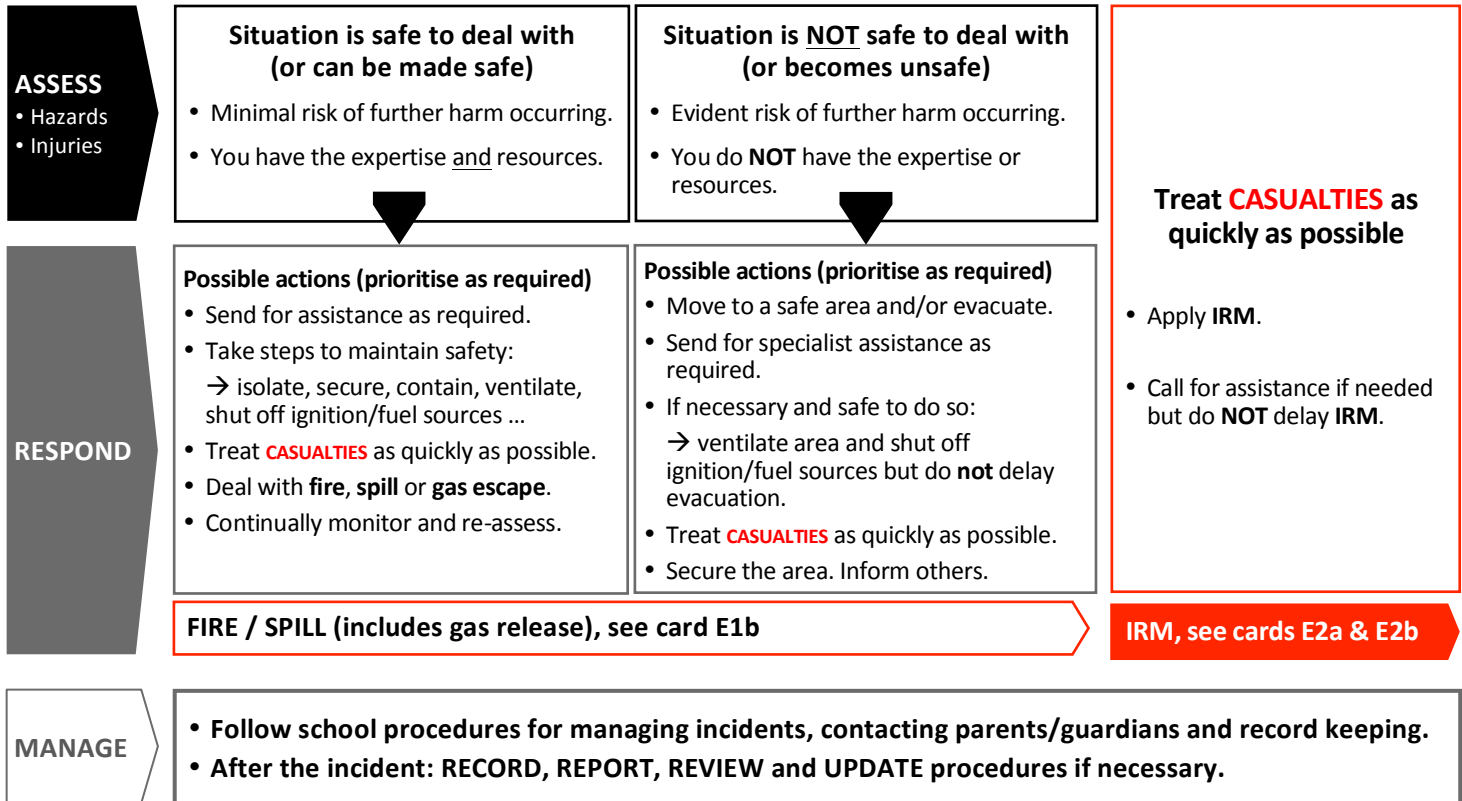 ASSESS
• Hazards
• Injuries
Situation is safe to deal with
(or can be made safe)
• Minimal risk of further harm occurring.
• You have the expertise and resources.
Situation is NOT safe to deal with
(or becomes unsafe)
• Evident risk of further harm occurring.
• You do NOT have the expertise or
resources.
Treat CASUALTIES as
quickly as possible
• Apply IRM.
• Call for assistance if needed
but do NOT delay IRM.
RESPOND
Possible actions (prioritise as required)
• Send for assistance as required.
• Take steps to maintain safety:
→ isolate, secure, contain, ventilate,
shut off ignition/fuel sources ...
• Treat CASUALTIES as quickly as possible.
• Deal with fire, spill or gas escape.
• Continually monitor and re-assess.
Possible actions (prioritise as required)
• Move to a safe area and/or evacuate.
• Send for specialist assistance as
required.
• If necessary and safe to do so:
→ ventilate area and shut off
ignition/fuel sources but do not delay
evacuation.
• Treat CASUALTIES as quickly as possible.
• Secure the area. Inform others.
FIRE / SPILL (includes gas release), see card E1b
IRM, see cards E2a & E2b
MANAGE
• Follow school procedures for managing incidents, contacting parents/guardians and record keeping.
• After the incident: RECORD, REPORT, REVIEW and UPDATE procedures if necessary.